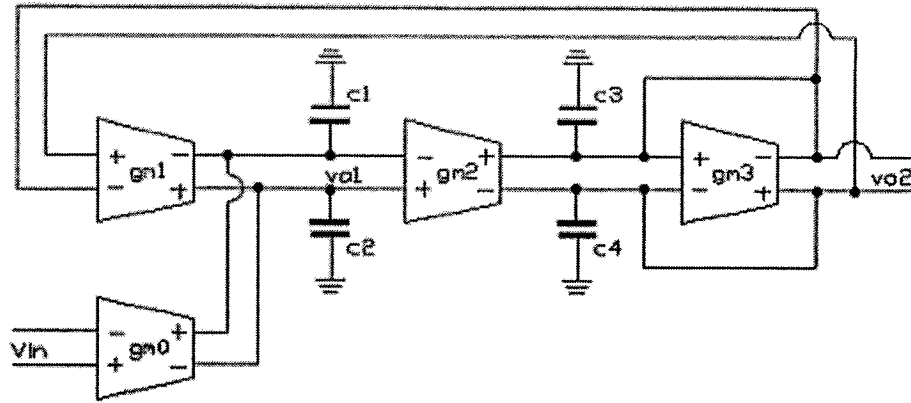 c1
c3
+ - - + + -
gm1
vo1
gm2
gm3
- + + - - +
vo2
c2
c4
- +
Vin
gm0
+ -